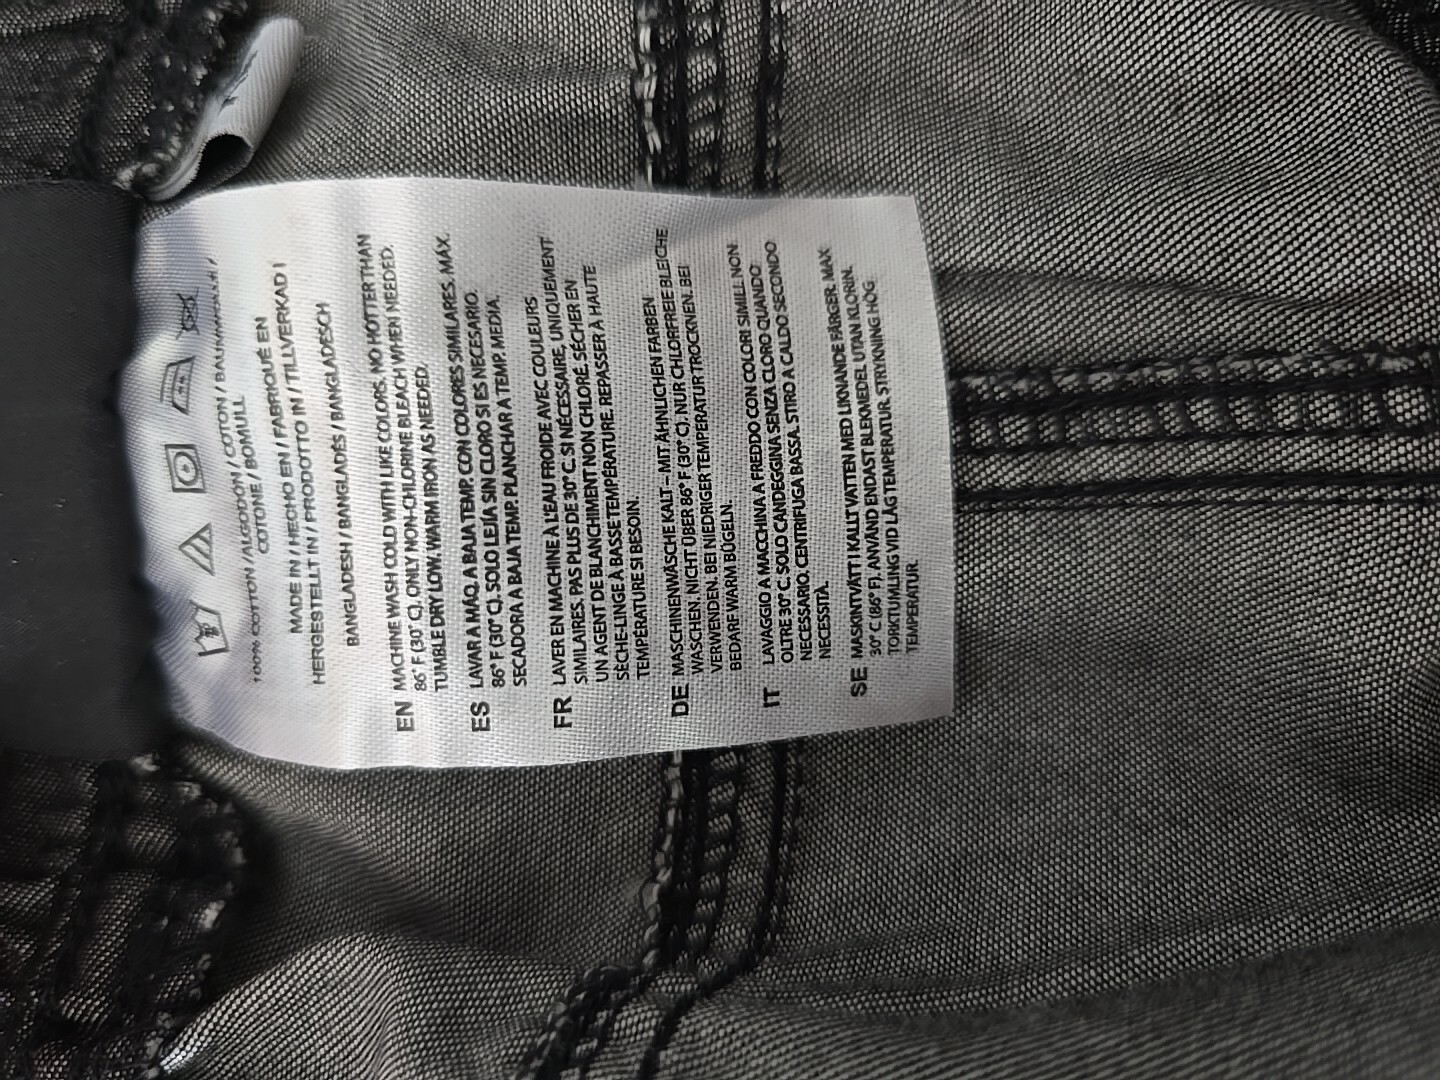 100% COTTON / ALGODON / COTON / BAUMWOLLE /
COTONE / BOMULL
MADE IN / HECHO EN / FABRIQUÉ EN
HERGESTELLT IN / PRODOTTO IN / TILLVERKAD I
BANGLADESH / BANGLADÉS / BANGLADESCH
EN MACHINE WASH COLD WITH LIKE COLORS, NO HOTTER THAN
86° F (30° C). ONLY NON-CHLORINE BLEACH WHEN NEEDED.
TUMBLE DRY LOW. WARM IRON AS NEEDED.
ES LAVAR A MÁQ. A BAJA TEMP. CON COLORES SIMILARES. MÁX.
86° F (30° C). SOLO LEJÍA SIN CLORO SI ES NECESARIO.
SECADORA A BAJA TEMP. PLANCHAR A TEMP. MEDIA.
FR LAVER EN MACHINE À L'EAU FROIDE AVEC COULEURS
SIMILAIRES. PAS PLUS DE 30° C. SI NÉCESSAIRE, UNIQUEMENT
UN AGENT DE BLANCHIMENT NON CHLORÉ. SÉCHER EN
SÈCHE-LINGE À BASSE TEMPÉRATURE. REPASSER À HAUTE
TEMPÉRATURE SI BESOIN.
DE MASCHINENWÄSCHE KALT – MIT ÄHNLICHEN FARBEN
WASCHEN, NICHT ÜBER 86° F (30° C). NUR CHLORFREIE BLEICHE
VERWENDEN. BEI NIEDRIGER TEMPERATUR TROCKNEN. BEI
BEDARF WARM BÜGELN.
IT LAVAGGIO A MACCHINA A FREDDO CON COLORI SIMILI. NON
OLTRE 30° C. SOLO CANDEGGINA SENZA CLORO QUANDO
NECESSARIO. CENTRIFUGA BASSA. STIRO A CALDO SECONDO
NECESSITÀ.
SE MASKINTVÄTT I KALLT VATTEN MED LIKNANDE FÄRGER. MAX
30° C (86° F). ANVÄND ENDAST BLEKMEDEL UTAN KLORIN.
TORKTUMLING VID LÅG TEMPERATUR. STRYKNING HÖG
TEMPERATUR.